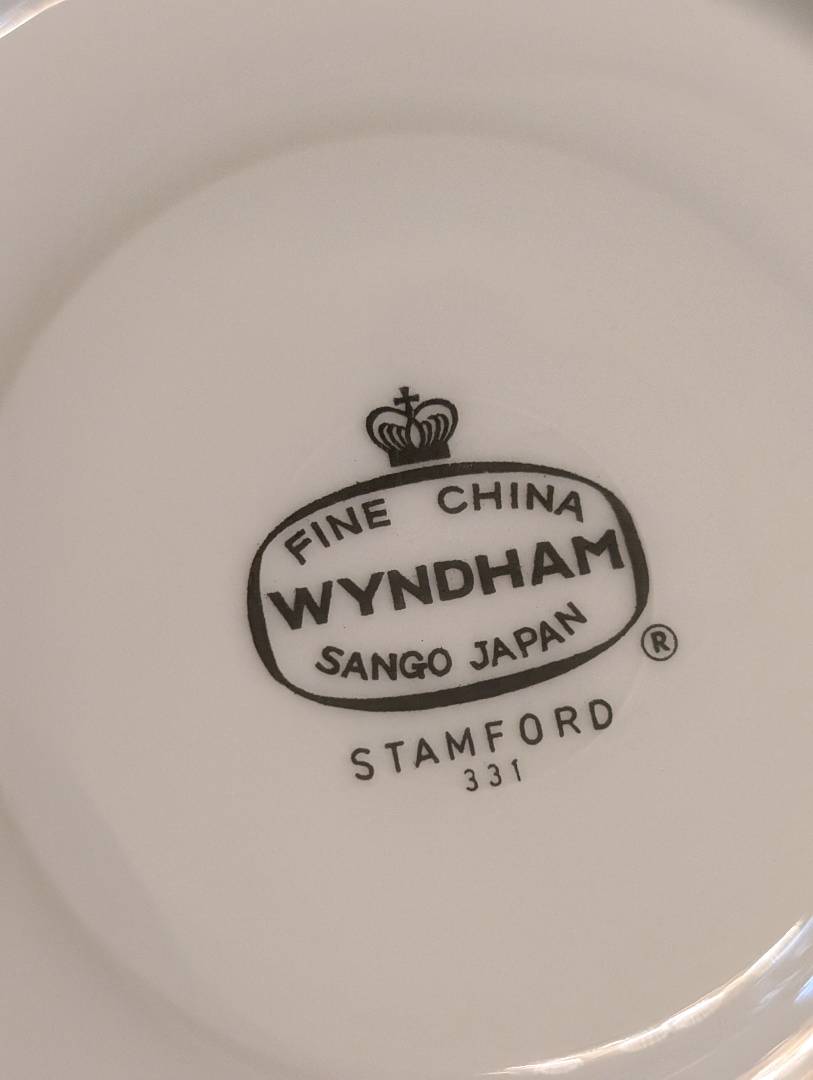 FINE CHINA
WYNDHAM
SANGO JAPAN
®
STAMFORD
331